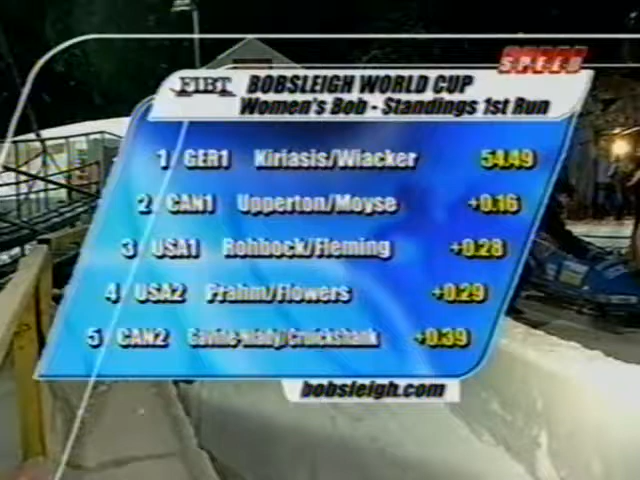 SPEED
FIBT BOBSLEIGH WORLD CUP
Women's Bob - Standings 1st Run
1 GER1 Kiriasis/Wiacker 54.49
2 CAN1 Upperton/Moyse +0.16
3 USA1 Rohbock/Fleming +0.28
4 USA2 Prahm/Flowers +0.29
5 CAN2 +0.39
bobsleigh.com